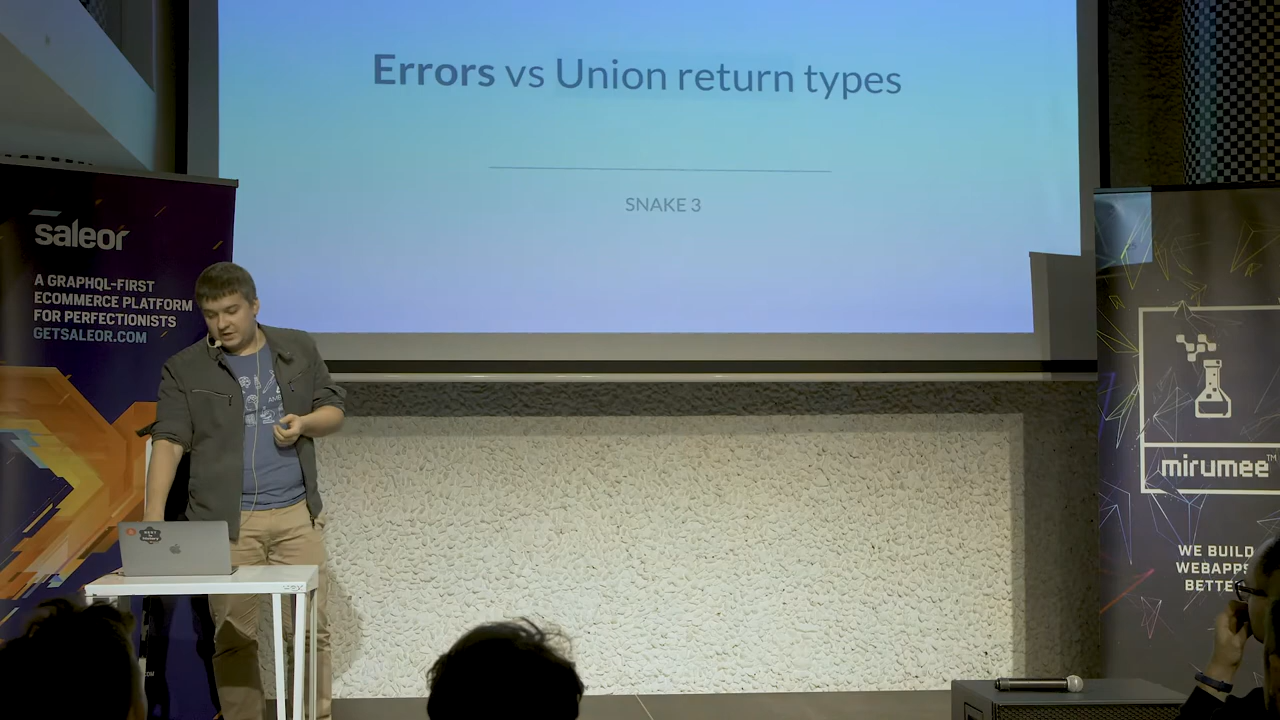 Errors vs Union return types
SNAKE 3
saleor
A GRAPHQL-FIRST
ECOMMERCE PLATFORM
FOR PERFECTIONISTS
GETSALEOR.COM
mirumee™
WE BUILD
WEBAPPS
BETTE